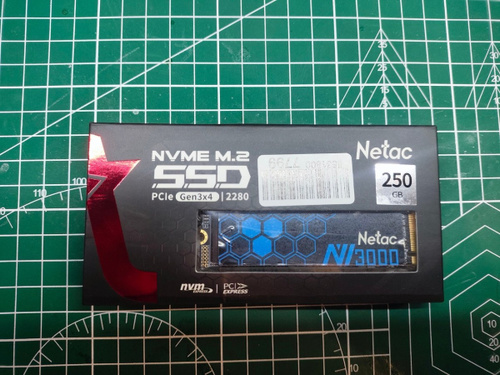 NVME M.2
SSD
PCIe Gen3x4 | 2280
Netac
250
GB
Netac
NV3000
nvm
EXPRESS
PCI
EXPRESS